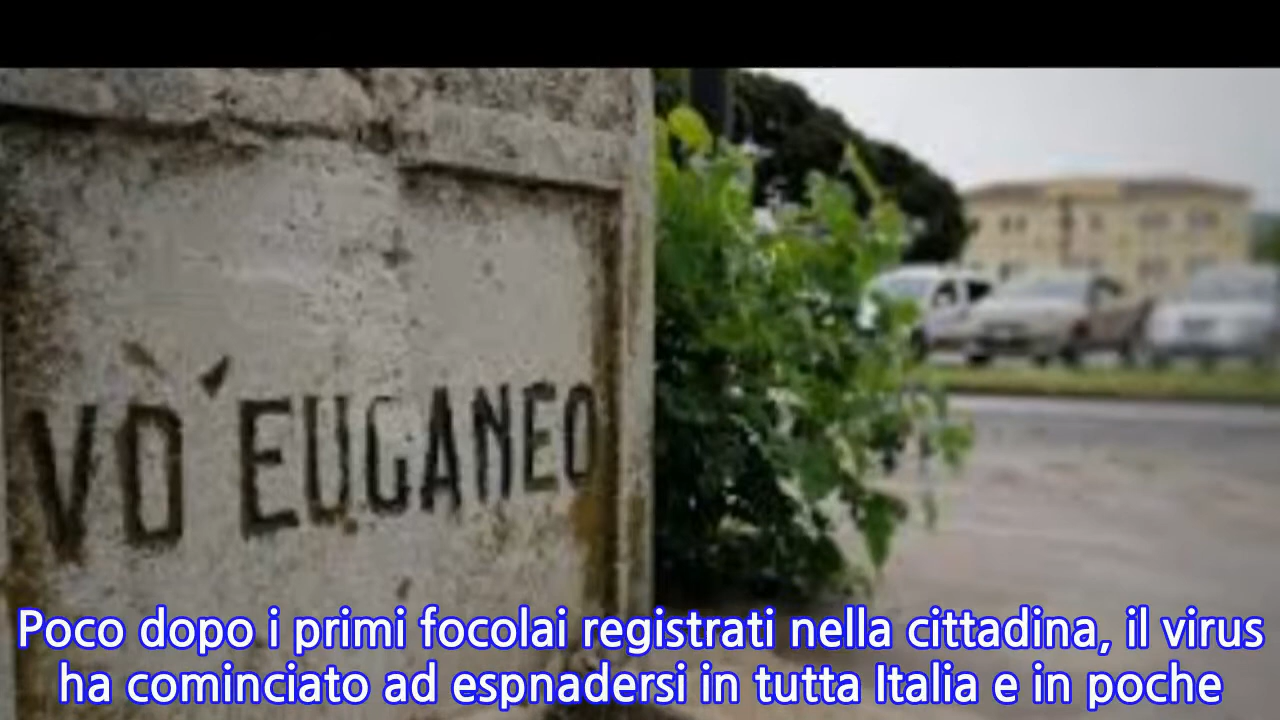 VÒ' EUGANEO
Poco dopo i primi focolai registrati nella cittadina, il virus
ha cominciato ad espnadersi in tutta Italia e in poche